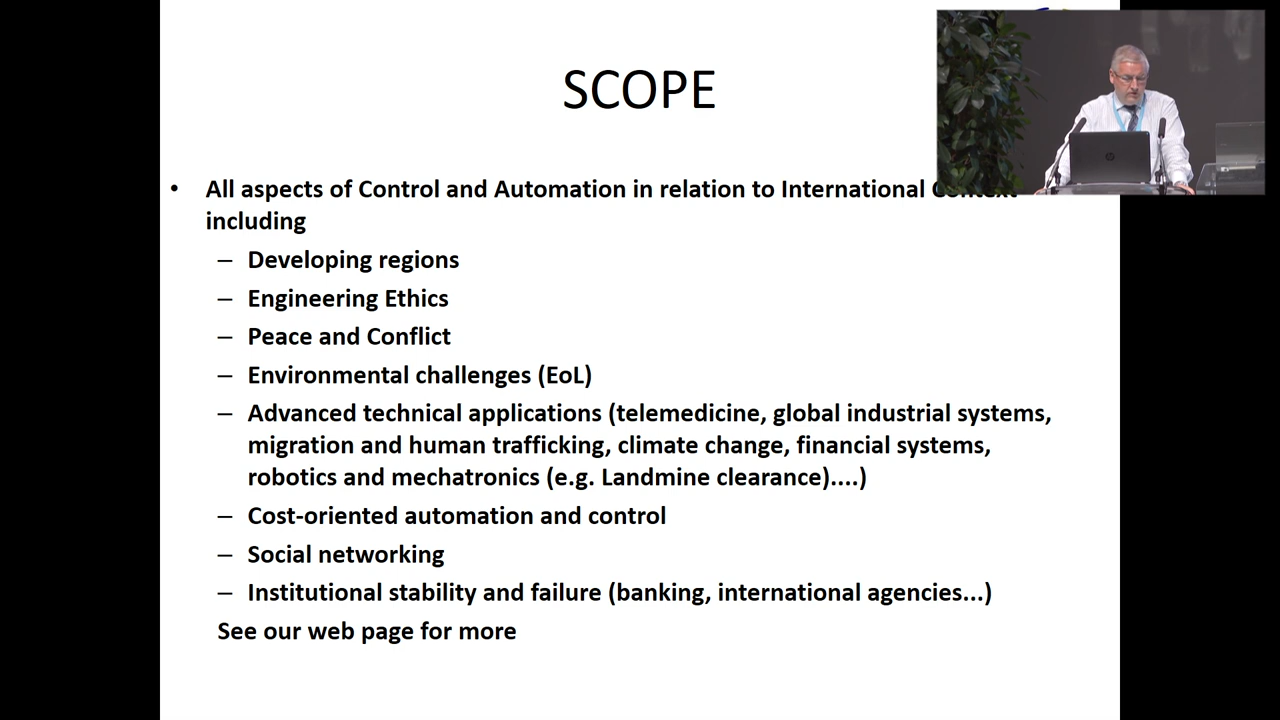 SCOPE
• All aspects of Control and Automation in relation to International Context
including
– Developing regions
– Engineering Ethics
– Peace and Conflict
– Environmental challenges (EoL)
– Advanced technical applications (telemedicine, global industrial systems,
migration and human trafficking, climate change, financial systems,
robotics and mechatronics (e.g. Landmine clearance)....)
– Cost-oriented automation and control
– Social networking
– Institutional stability and failure (banking, international agencies...)
See our web page for more